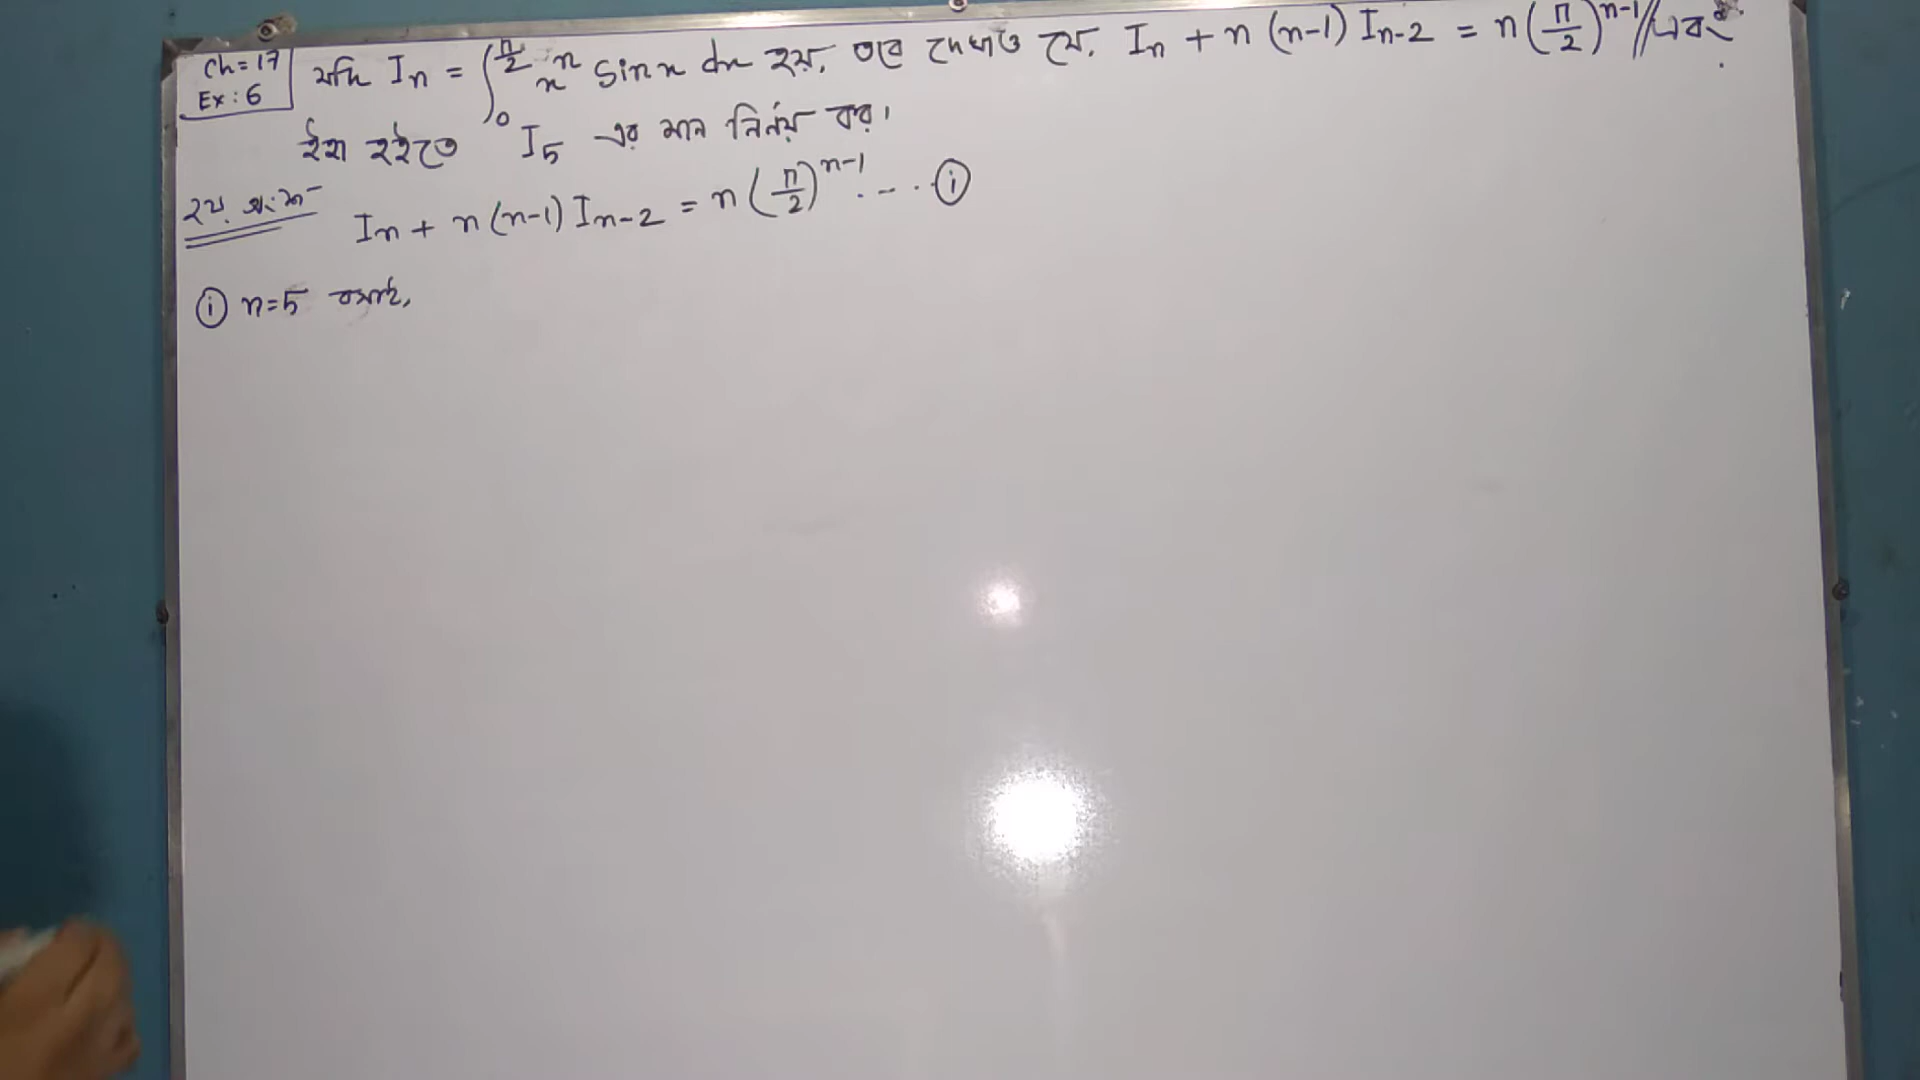 Ch = 17
Ex : 6
যদি Iₙ = ∫₀^(π/2) xⁿ sin x dx হয়, তবে দেখাও যে, Iₙ + n (n-1) Iₙ₋₂ = n (π/2)ⁿ⁻¹ // এবং
ইহা হইতে I₅ এর মান নির্ণয় কর।
২য় অংশ
Iₙ + n (n-1) Iₙ₋₂ = n (π/2)ⁿ⁻¹ ..... (i)
(i) n=5 বসাই,